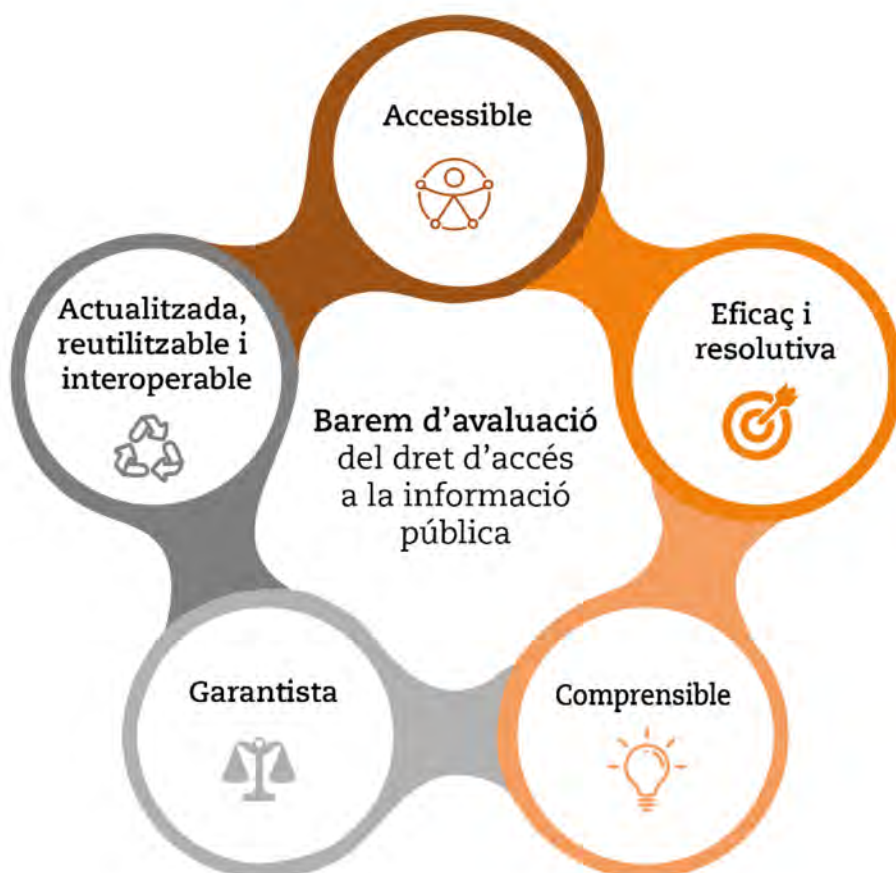 Accessible
Eficaç i
resolutiva
Comprensible
Garantista
Actualitzada,
reutilitzable i
interoperable
Barem d’avaluació
del dret d’accés
a la informació
pública